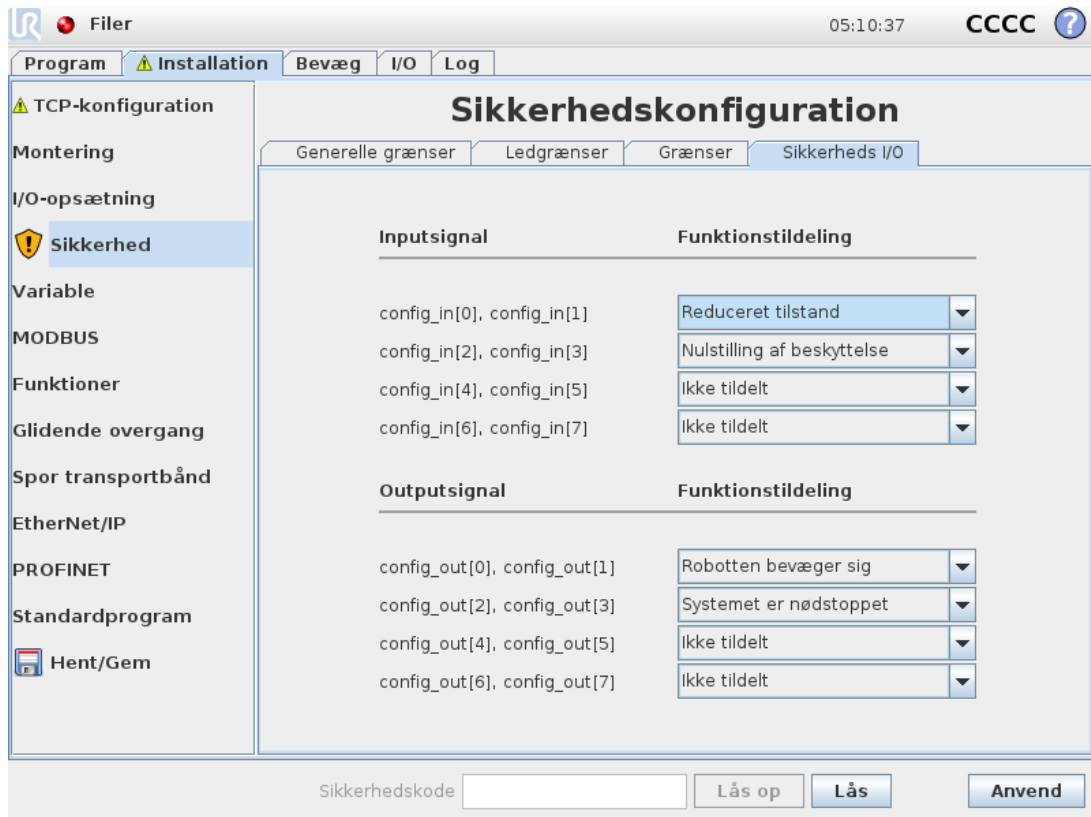 UR Filer 05:10:37 CCCC ?
Program Installation Bevæg I/O Log
TCP-konfiguration
Montering
I/O-opsætning
Sikkerhed
Variable
MODBUS
Funktioner
Glidende overgang
Spor transportbånd
EtherNet/IP
PROFINET
Standardprogram
Hent/Gem
Sikkerhedskonfiguration
Generelle grænser Ledgrænser Grænser Sikkerheds I/O
Inputsignal Funktionstildeling
config_in[0], config_in[1] Reduceret tilstand
config_in[2], config_in[3] Nulstilling af beskyttelse
config_in[4], config_in[5] Ikke tildelt
config_in[6], config_in[7] Ikke tildelt
Outputsignal Funktionstildeling
config_out[0], config_out[1] Robotten bevæger sig
config_out[2], config_out[3] Systemet er nødstoppet
config_out[4], config_out[5] Ikke tildelt
config_out[6], config_out[7] Ikke tildelt
Sikkerhedskode Lås op Lås Anvend